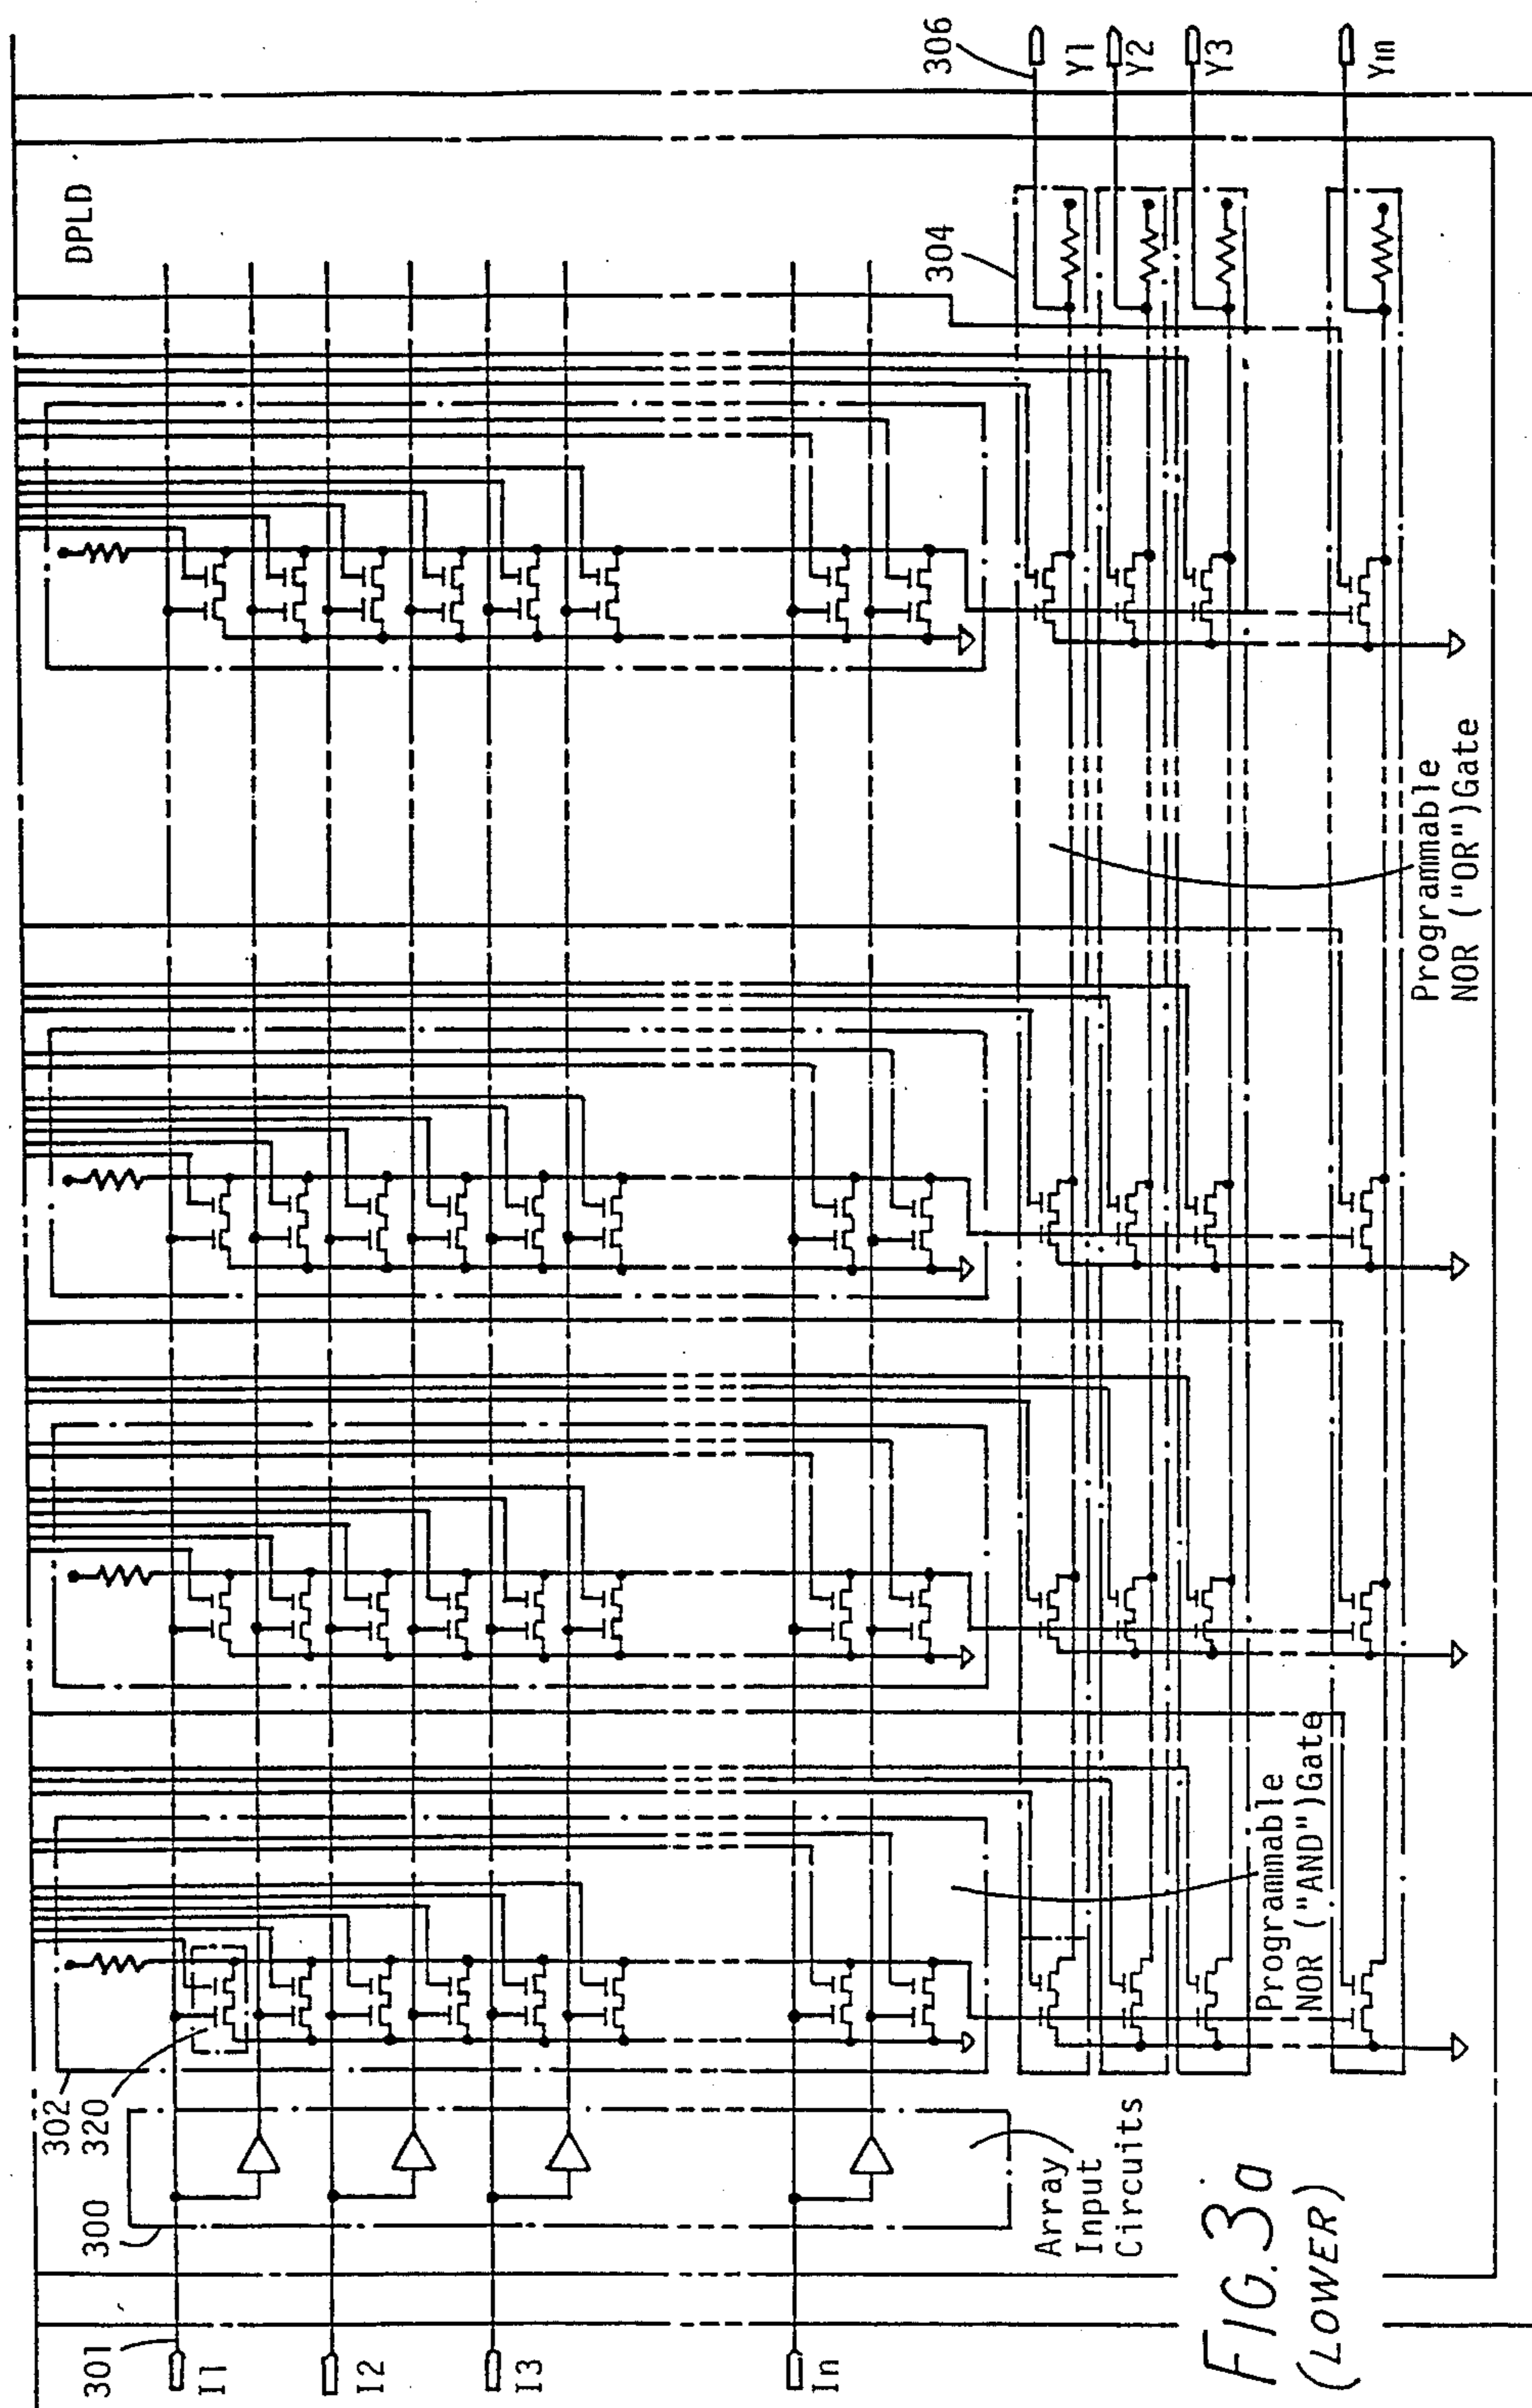 DPLD
302
320
300
301
I1
I2
I3
In
304
306
Y1
Y2
Y3
Ym
Array
Input
Circuits
Programmable
NOR ("AND")Gate
Programmable
NOR ("OR")Gate
FIG. 3a
(LOWER)